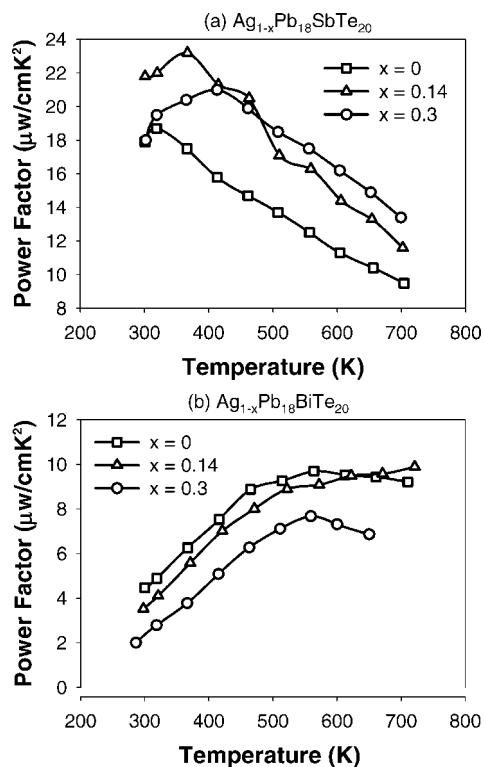 (a) Ag₁₋ₓPb₁₈SbTe₂₀
24
22
20
18
16
14
12
10
8
Power Factor (μw/cmK²)
x = 0
x = 0.14
x = 0.3
200 300 400 500 600 700 800
Temperature (K)
(b) Ag₁₋ₓPb₁₈BiTe₂₀
12
10
8
6
4
2
0
Power Factor (μw/cmK²)
x = 0
x = 0.14
x = 0.3
200 300 400 500 600 700 800
Temperature (K)